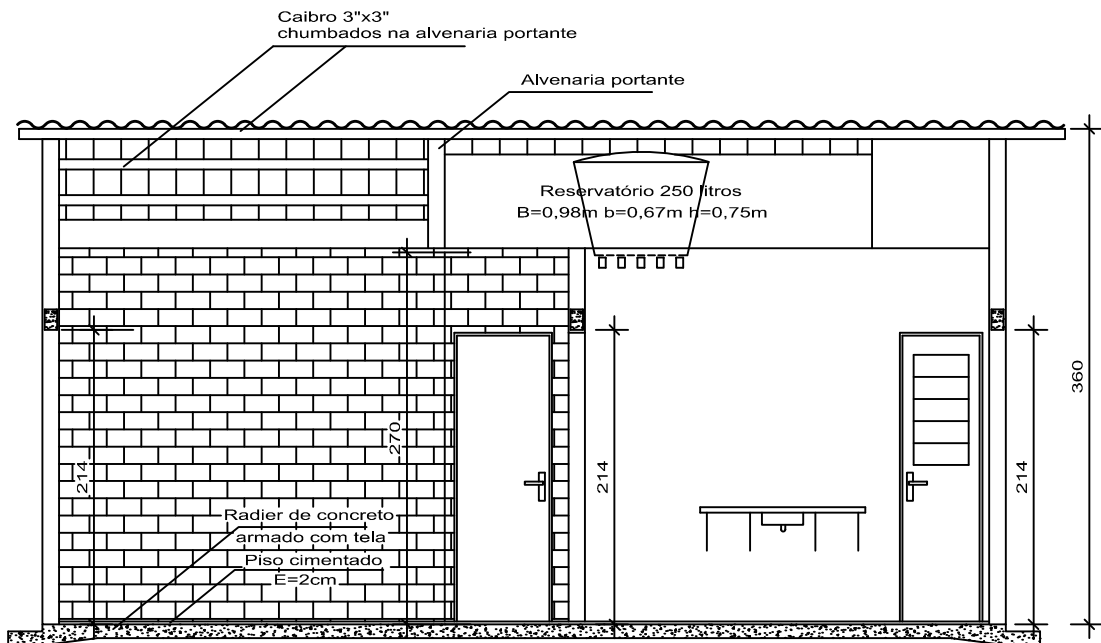 Caibro 3"x3"
chumbados na alvenaria portante
Alvenaria portante
Reservatório 250 litros
B=0,98m b=0,67m h=0,75m
360
270
214
214
214
Radier de concreto
armado com tela
Piso cimentado
E=2cm